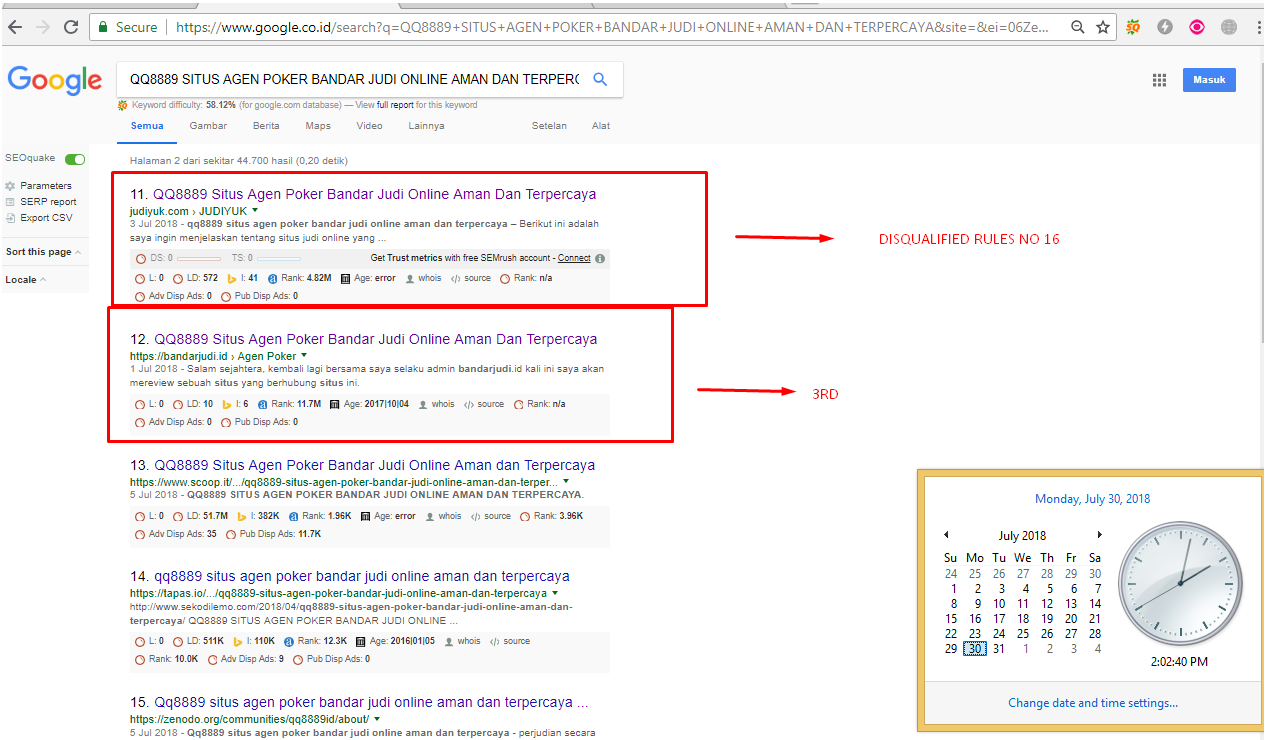 Secure https://www.google.co.id/search?q=QQ8889+SITUS+AGEN+POKER+BANDAR+JUDI+ONLINE+AMAN+DAN+TERPERCAYA&site=&ei=06Ze...
Google QQ8889 SITUS AGEN POKER BANDAR JUDI ONLINE AMAN DAN TERPERC Masuk
Keyword difficulty: 58.12% (for google.com database) — View full report for this keyword
Semua Gambar Berita Maps Video Lainnya Setelan Alat
SEOquake
Parameters
SERP report
Export CSV
Sort this page
Locale
Halaman 2 dari sekitar 44.700 hasil (0,20 detik)
11. QQ8889 Situs Agen Poker Bandar Judi Online Aman Dan Terpercaya
judiyuk.com › JUDIYUK
3 Jul 2018 - qq8889 situs agen poker bandar judi online aman dan terpercaya – Berikut ini adalah
saya ingin menjelaskan tentang situs judi online yang ...
DS: 0 TS: 0 Get Trust metrics with free SEMrush account - Connect
L: 0 LD: 572 I: 41 Rank: 4.82M Age: error whois source Rank: n/a
Adv Disp Ads: 0 Pub Disp Ads: 0
DISQUALIFIED RULES NO 16
12. QQ8889 Situs Agen Poker Bandar Judi Online Aman Dan Terpercaya
https://bandarjudi.id › Agen Poker
1 Jul 2018 - Salam sejahtera, kembali lagi bersama saya selaku admin bandarjudi.id kali ini saya akan
mereview sebuah situs yang berhubung situs ini.
L: 0 LD: 10 I: 6 Rank: 11.7M Age: 2017|10|04 whois source Rank: n/a
Adv Disp Ads: 0 Pub Disp Ads: 0
3RD
13. QQ8889 Situs Agen Poker Bandar Judi Online Aman dan Terpercaya
https://www.scoop.it/.../qq8889-situs-agen-poker-bandar-judi-online-aman-dan-terper...
5 Jul 2018 - QQ8889 SITUS AGEN POKER BANDAR JUDI ONLINE AMAN DAN TERPERCAYA.
L: 0 LD: 51.7M I: 382K Rank: 1.96K Age: error whois source Rank: 3.96K
Adv Disp Ads: 35 Pub Disp Ads: 11.7K
14. qq8889 situs agen poker bandar judi online aman dan terpercaya
https://tapas.io/.../qq8889-situs-agen-poker-bandar-judi-online-aman-dan-terpercaya
http://www.sekodilemo.com/2018/04/qq8889-situs-agen-poker-bandar-judi-online-aman-dan-
terpercaya/ QQ8889 SITUS AGEN POKER BANDAR JUDI ONLINE ...
L: 0 LD: 511K I: 110K Rank: 12.3K Age: 2016|01|05 whois source
Rank: 10.0K Adv Disp Ads: 9 Pub Disp Ads: 0
15. Qq8889 situs agen poker bandar judi online aman dan terpercaya ...
https://zenodo.org/communities/qq8889id/about/
5 Jul 2018 - Qq8889 situs agen poker bandar judi online aman dan terpercaya - perjudian secara
Monday, July 30, 2018
July 2018
Su Mo Tu We Th Fr Sa
24 25 26 27 28 29 30
1 2 3 4 5 6 7
8 9 10 11 12 13 14
15 16 17 18 19 20 21
22 23 24 25 26 27 28
29 30 31 1 2 3 4
2:02:40 PM
Change date and time settings...